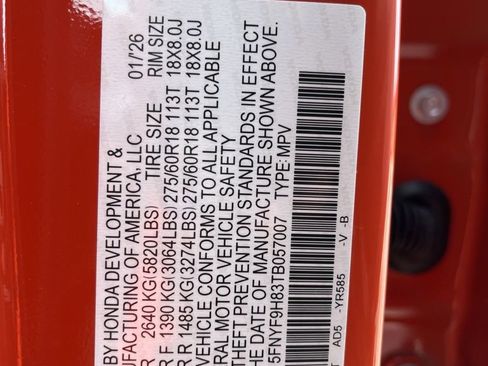 BY HONDA DEVELOPMENT &
UFACTURING OF AMERICA, LLC 01/26
R 2640 KG(5820LBS) TIRE SIZE RIM SIZE
R F 1390 KG(3064LBS) 275/60R18 113T 18X8.0J
R R 1485 KG(3274LBS) 275/60R18 113T 18X8.0J
VEHICLE CONFORMS TO ALL APPLICABLE
RAL MOTOR VEHICLE SAFETY
THEFT PREVENTION STANDARDS IN EFFECT
E DATE OF MANUFACTURE SHOWN ABOVE.
5FNYF9H83TB057007 TYPE:MPV
T AD5 -YR585 -V -B